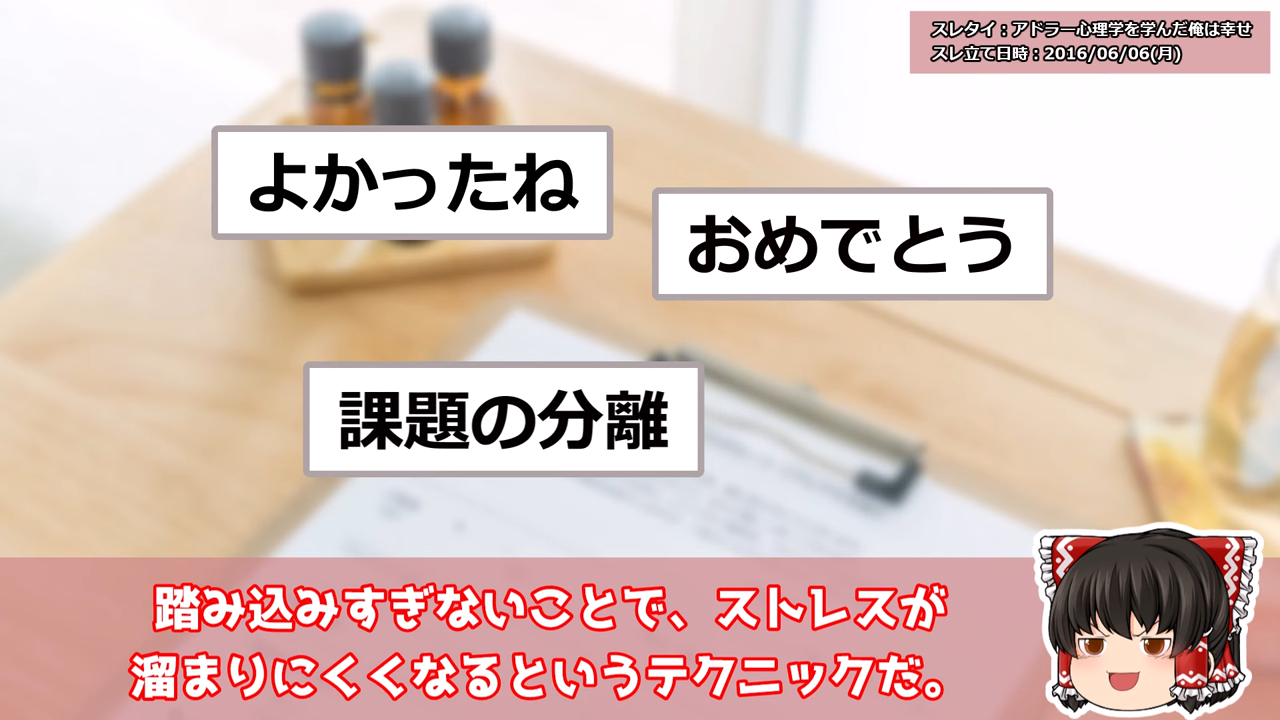 スレタイ：アドラー心理学を学んだ俺は幸せ
スレ立て日時：2016/06/06(月)
よかったね
おめでとう
課題の分離
踏み込みすぎないことで、ストレスが
溜まりにくくなるというテクニックだ。